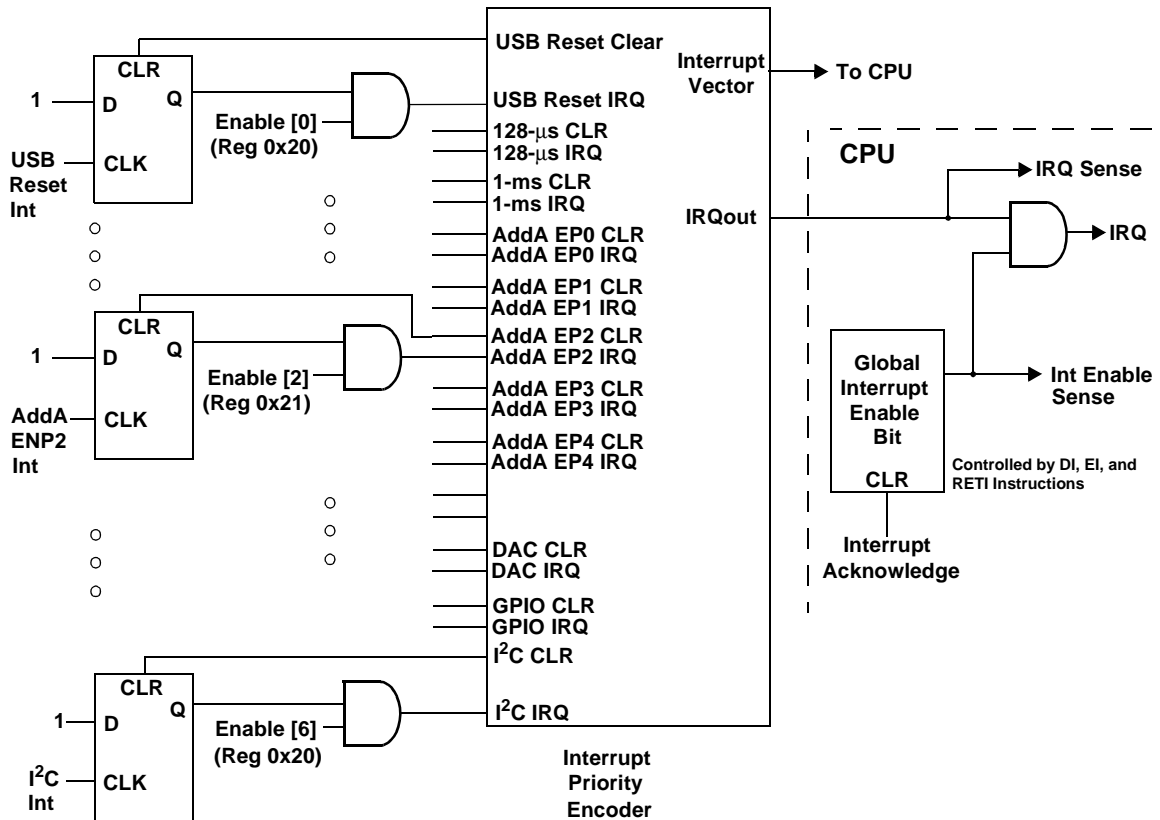 CLR
D
Q
CLK
1
USB
Reset
Int
Enable [0]
(Reg 0x20)
CLR
D
Q
CLK
1
AddA
ENP2
Int
Enable [2]
(Reg 0x21)
CLR
D
Q
CLK
1
I²C
Int
Enable [6]
(Reg 0x20)
USB Reset Clear
USB Reset IRQ
128-μs CLR
128-μs IRQ
1-ms CLR
1-ms IRQ
AddA EP0 CLR
AddA EP0 IRQ
AddA EP1 CLR
AddA EP1 IRQ
AddA EP2 CLR
AddA EP2 IRQ
AddA EP3 CLR
AddA EP3 IRQ
AddA EP4 CLR
AddA EP4 IRQ
DAC CLR
DAC IRQ
GPIO CLR
GPIO IRQ
I²C CLR
I²C IRQ
Interrupt
Vector
IRQout
Interrupt
Priority
Encoder
To CPU
CPU
IRQ Sense
IRQ
Global
Interrupt
Enable
Bit
CLR
Int Enable
Sense
Controlled by DI, EI, and
RETI Instructions
Interrupt
Acknowledge